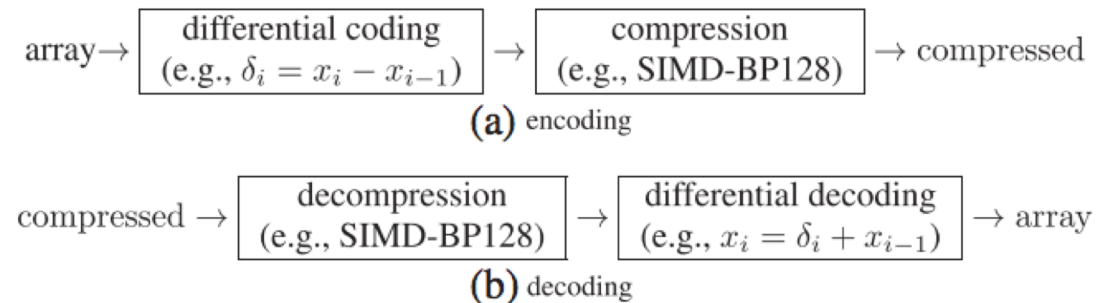 array→ differential coding (e.g., δᵢ = xᵢ − xᵢ₋₁) → compression (e.g., SIMD-BP128) → compressed
(a) encoding
compressed → decompression (e.g., SIMD-BP128) → differential decoding (e.g., xᵢ = δᵢ + xᵢ₋₁) → array
(b) decoding